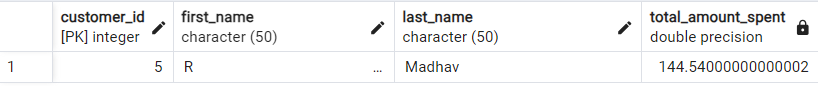 customer_id first_name last_name total_amount_spent
[PK] integer character (50) character (50) double precision
1 5 R ... Madhav 144.54000000000002